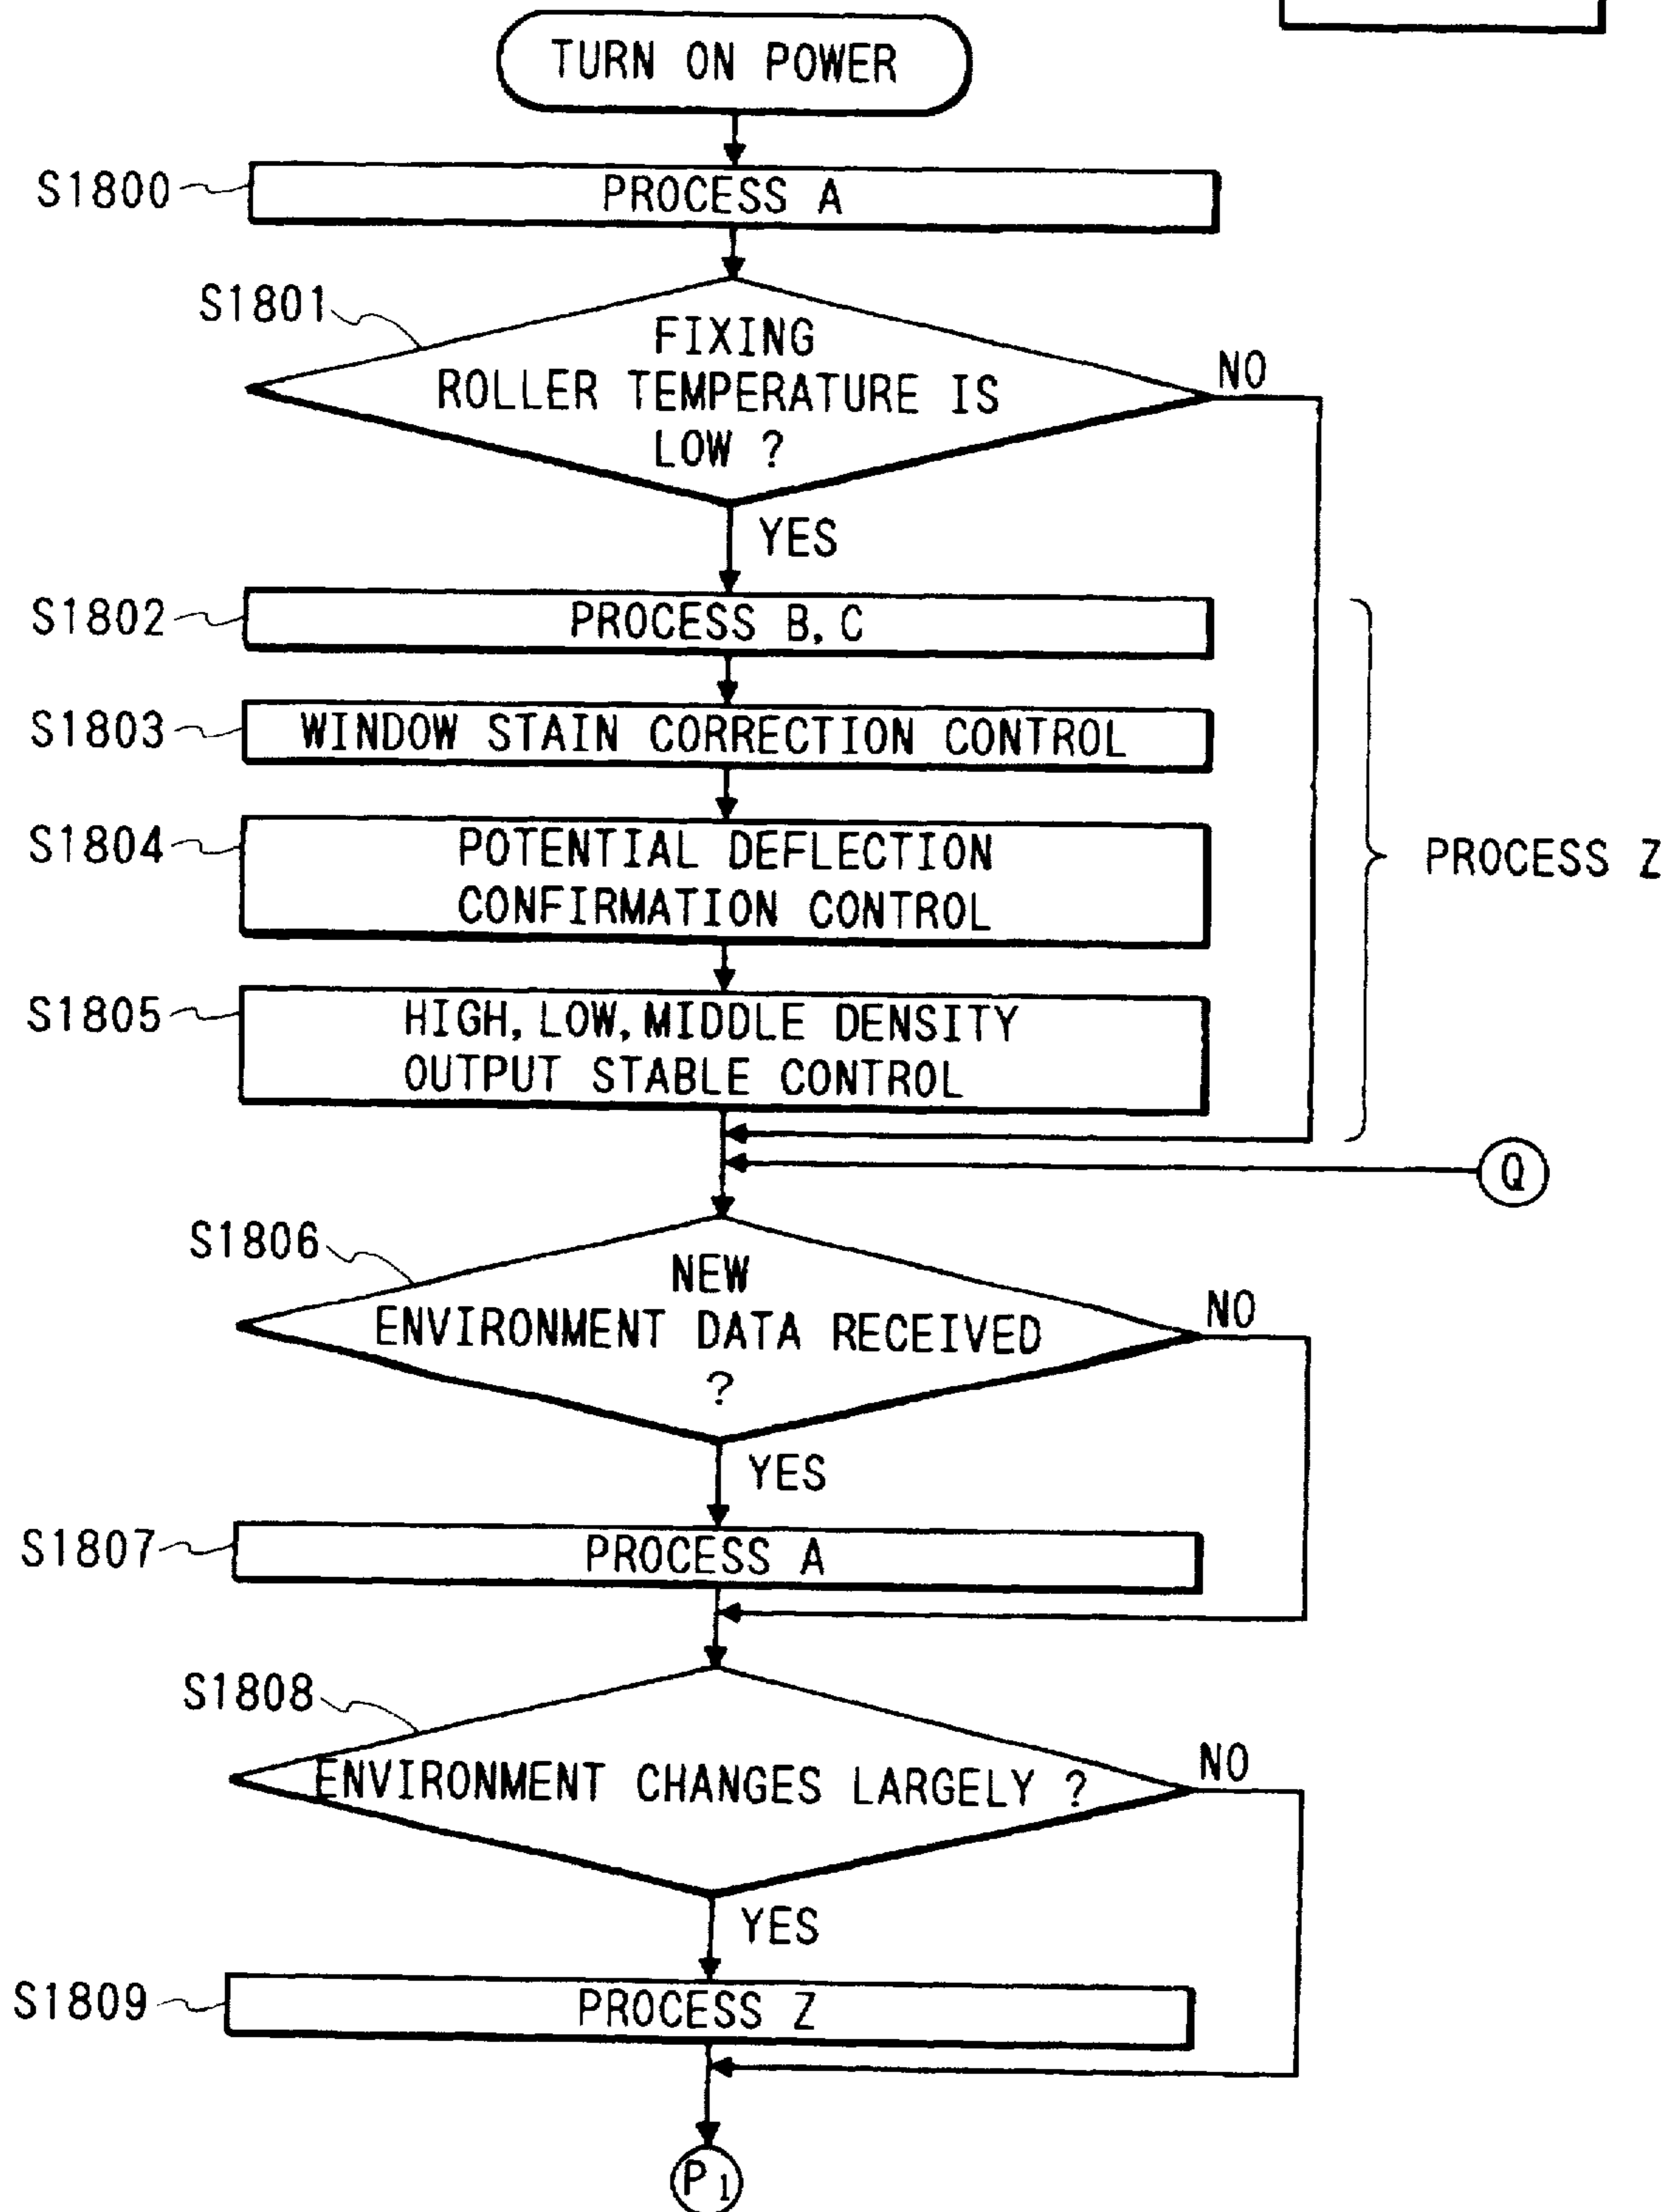 TURN ON POWER
S1800
PROCESS A
S1801
FIXING
ROLLER TEMPERATURE IS
LOW ?
NO
YES
S1802
PROCESS B, C
S1803
WINDOW STAIN CORRECTION CONTROL
S1804
POTENTIAL DEFLECTION
CONFIRMATION CONTROL
PROCESS Z
S1805
HIGH, LOW, MIDDLE DENSITY
OUTPUT STABLE CONTROL
Q
S1806
NEW
ENVIRONMENT DATA RECEIVED
?
NO
YES
S1807
PROCESS A
S1808
ENVIRONMENT CHANGES LARGELY ?
NO
YES
S1809
PROCESS Z
P1